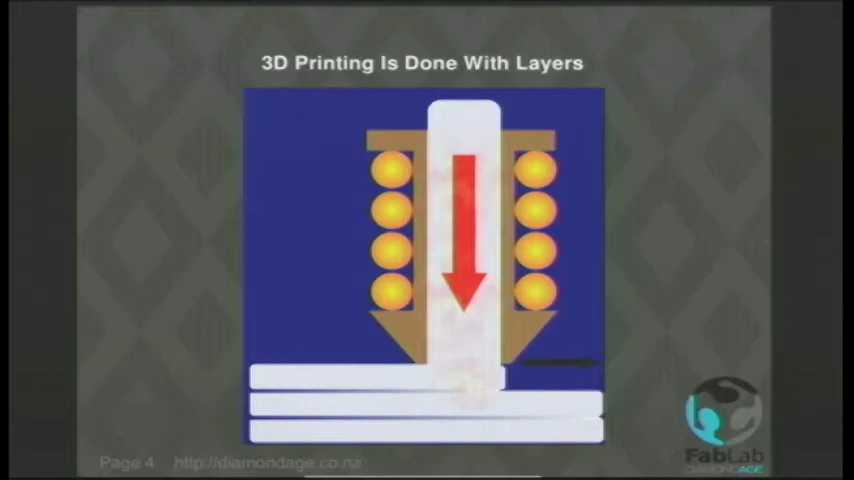 3D Printing Is Done With Layers
Page 4 http://diamondage.co.nz
FabLab
DIAMOND AGE